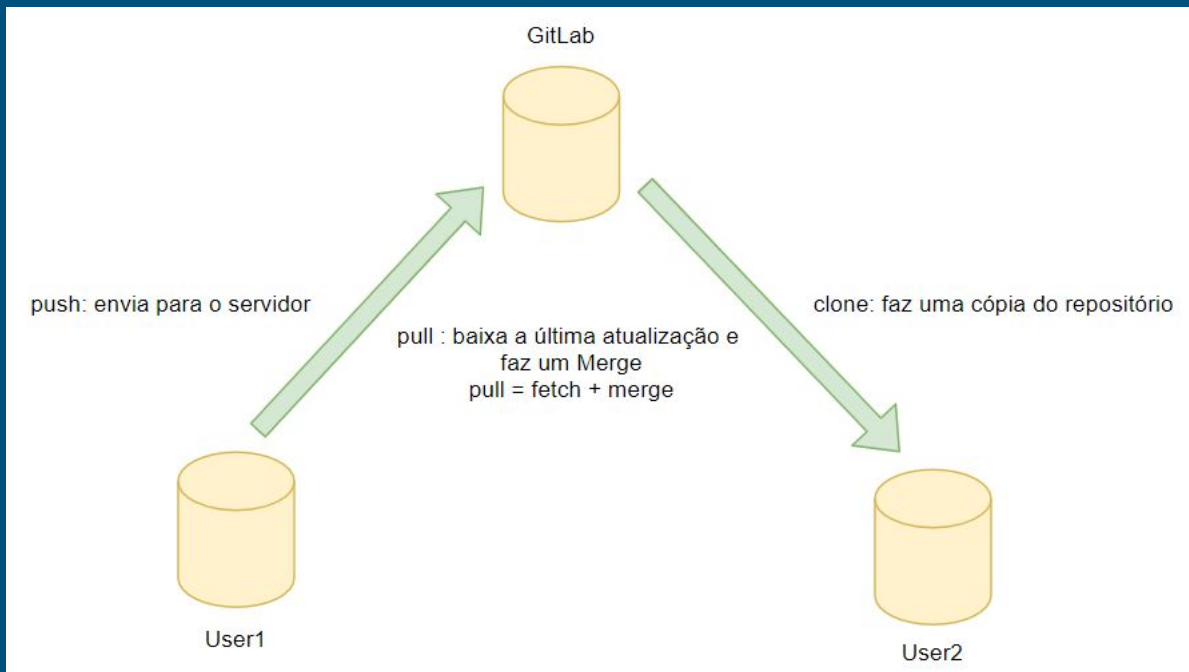 GitLab
push: envia para o servidor
pull : baixa a última atualização e
faz um Merge
pull = fetch + merge
clone: faz uma cópia do repositório
User1
User2